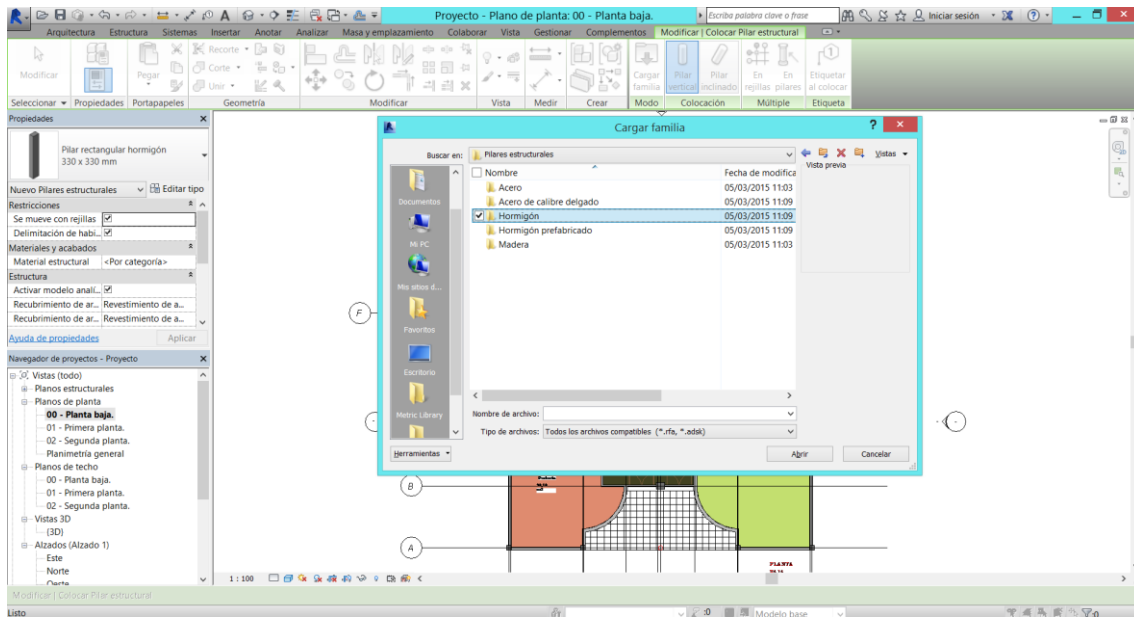 Proyecto - Plano de planta: 00 - Planta baja.
Escriba palabra clave o frase
Iniciar sesión
Arquitectura Estructura Sistemas Insertar Anotar Analizar Masa y emplazamiento Colaborar Vista Gestionar Complementos Modificar | Colocar Pilar estructural
Modificar
Pegar
Recorte
Corte
Unir
Cargar familia
Pilar vertical
Pilar inclinado
En rejillas
En pilares
Etiquetar al colocar
Seleccionar Propiedades Portapapeles Geometría Modificar Vista Medir Crear Modo Colocación Múltiple Etiqueta
Propiedades
Pilar rectangular hormigón
330 x 330 mm
Nuevo Pilares estructurales Editar tipo
Restricciones
Se mueve con rejillas
Delimitación de habi...
Materiales y acabados
Material estructural <Por categoría>
Estructura
Activar modelo analí...
Recubrimiento de ar... Revestimiento de a...
Recubrimiento de ar... Revestimiento de a...
Ayuda de propiedades Aplicar
Navegador de proyectos - Proyecto
Vistas (todo)
Planos estructurales
Planos de planta
00 - Planta baja.
01 - Primera planta.
02 - Segunda planta.
Planimetría general
Planos de techo
00 - Planta baja.
01 - Primera planta.
02 - Segunda planta.
Vistas 3D
{3D}
Alzados (Alzado 1)
Este
Norte
Oeste
Cargar familia
Buscar en: Pilares estructurales Vistas
Vista previa
Nombre Fecha de modifica
Acero 05/03/2015 11:03
Acero de calibre delgado 05/03/2015 11:09
Hormigón 05/03/2015 11:09
Hormigón prefabricado 05/03/2015 11:09
Madera 05/03/2015 11:03
Documentos
Mi PC
Mis sitios d...
Favoritos
Escritorio
Metric Library
Nombre de archivo:
Tipo de archivos: Todos los archivos compatibles (*.rfa, *.adsk)
Herramientas Abrir Cancelar
F
B
A
PLANTA
1 : 100
Modificar | Colocar Pilar estructural
Listo
:0
Modelo base
:0